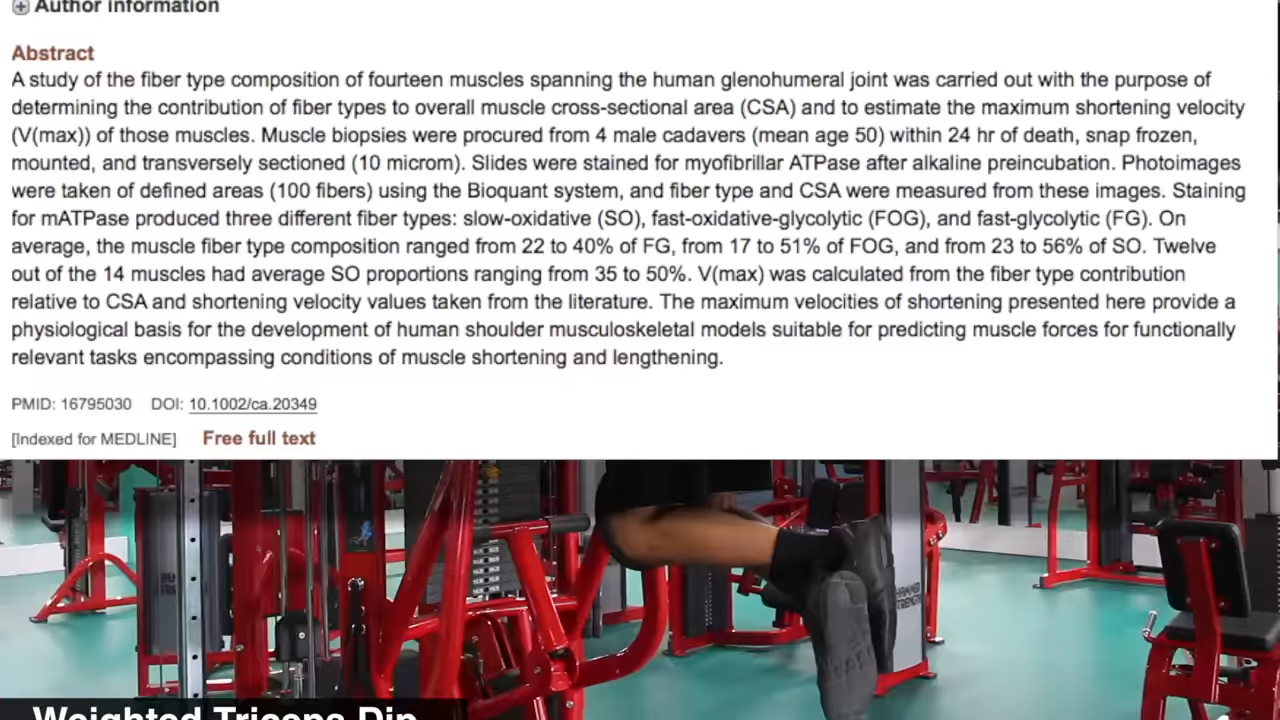 Author information
Abstract
A study of the fiber type composition of fourteen muscles spanning the human glenohumeral joint was carried out with the purpose of
determining the contribution of fiber types to overall muscle cross-sectional area (CSA) and to estimate the maximum shortening velocity
(V(max)) of those muscles. Muscle biopsies were procured from 4 male cadavers (mean age 50) within 24 hr of death, snap frozen,
mounted, and transversely sectioned (10 microm). Slides were stained for myofibrillar ATPase after alkaline preincubation. Photoimages
were taken of defined areas (100 fibers) using the Bioquant system, and fiber type and CSA were measured from these images. Staining
for mATPase produced three different fiber types: slow-oxidative (SO), fast-oxidative-glycolytic (FOG), and fast-glycolytic (FG). On
average, the muscle fiber type composition ranged from 22 to 40% of FG, from 17 to 51% of FOG, and from 23 to 56% of SO. Twelve
out of the 14 muscles had average SO proportions ranging from 35 to 50%. V(max) was calculated from the fiber type contribution
relative to CSA and shortening velocity values taken from the literature. The maximum velocities of shortening presented here provide a
physiological basis for the development of human shoulder musculoskeletal models suitable for predicting muscle forces for functionally
relevant tasks encompassing conditions of muscle shortening and lengthening.
PMID: 16795030 DOI: 10.1002/ca.20349
[Indexed for MEDLINE] Free full text
Weighted Triceps Dip